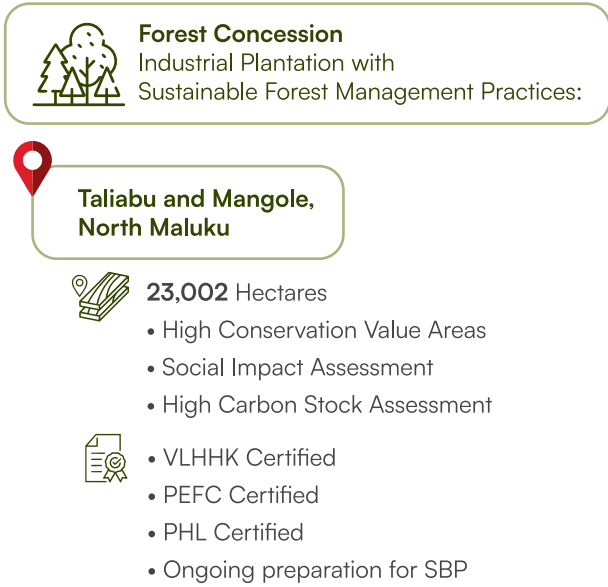 Forest Concession
Industrial Plantation with
Sustainable Forest Management Practices:
Taliabu and Mangole,
North Maluku
23,002 Hectares
• High Conservation Value Areas
• Social Impact Assessment
• High Carbon Stock Assessment
• VLHHK Certified
• PEFC Certified
• PHL Certified
• Ongoing preparation for SBP